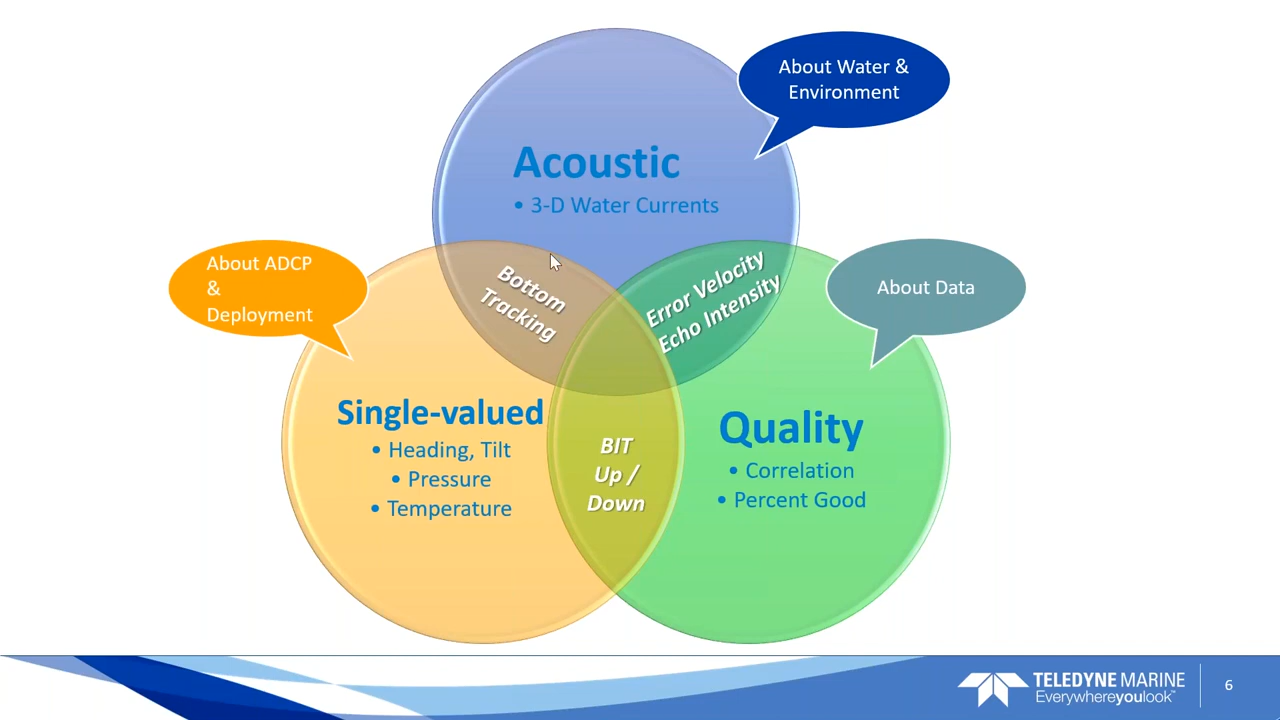 About Water &
Environment
Acoustic
• 3-D Water Currents
About ADCP
&
Deployment
Bottom
Tracking
Error Velocity
Echo Intensity
About Data
Single-valued
• Heading, Tilt
• Pressure
• Temperature
BIT
Up /
Down
Quality
• Correlation
• Percent Good
TELEDYNE MARINE
Everywhereyoulook™
6